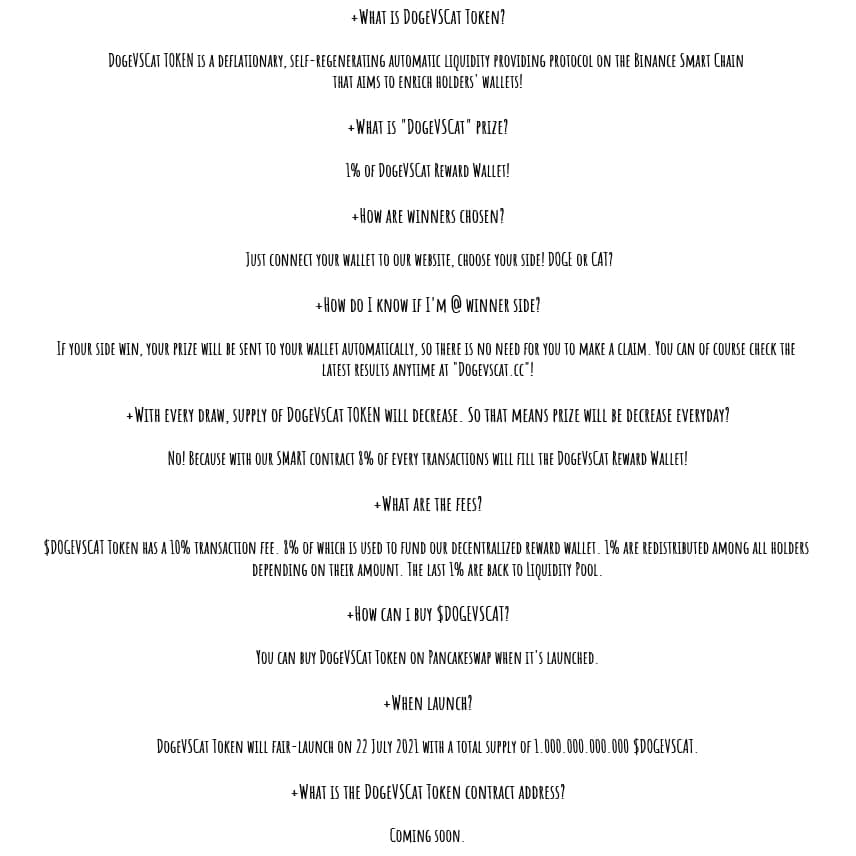 +What is DogeVSCat Token?
DogeVSCat TOKEN is a deflationary, self-regenerating automatic liquidity providing protocol on the Binance Smart Chain
that aims to enrich holders' wallets!
+What is "DogeVSCat" prize?
1% of DogeVSCat Reward Wallet!
+How are winners chosen?
Just connect your wallet to our website, choose your side! DOGE or CAT?
+How do I know if I'm @ winner side?
If your side win, your prize will be sent to your wallet automatically, so there is no need for you to make a claim. You can of course check the
latest results anytime at "Dogevscat.cc"!
+With every draw, supply of DogeVsCat TOKEN will decrease. So that means prize will be decrease everyday?
No! Because with our SMART contract 8% of every transactions will fill the DogeVsCat Reward Wallet!
+What are the fees?
$DOGEVSCAT Token has a 10% transaction fee. 8% of which is used to fund our decentralized reward wallet. 1% are redistributed among all holders
depending on their amount. The last 1% are back to Liquidity Pool.
+How can i buy $DOGEVSCAT?
You can buy DogeVSCat Token on Pancakeswap when it's launched.
+When launch?
DogeVSCat Token will fair-launch on 22 July 2021 with a total supply of 1.000.000.000.000 $DOGEVSCAT.
+What is the DogeVSCat Token contract address?
Coming soon.